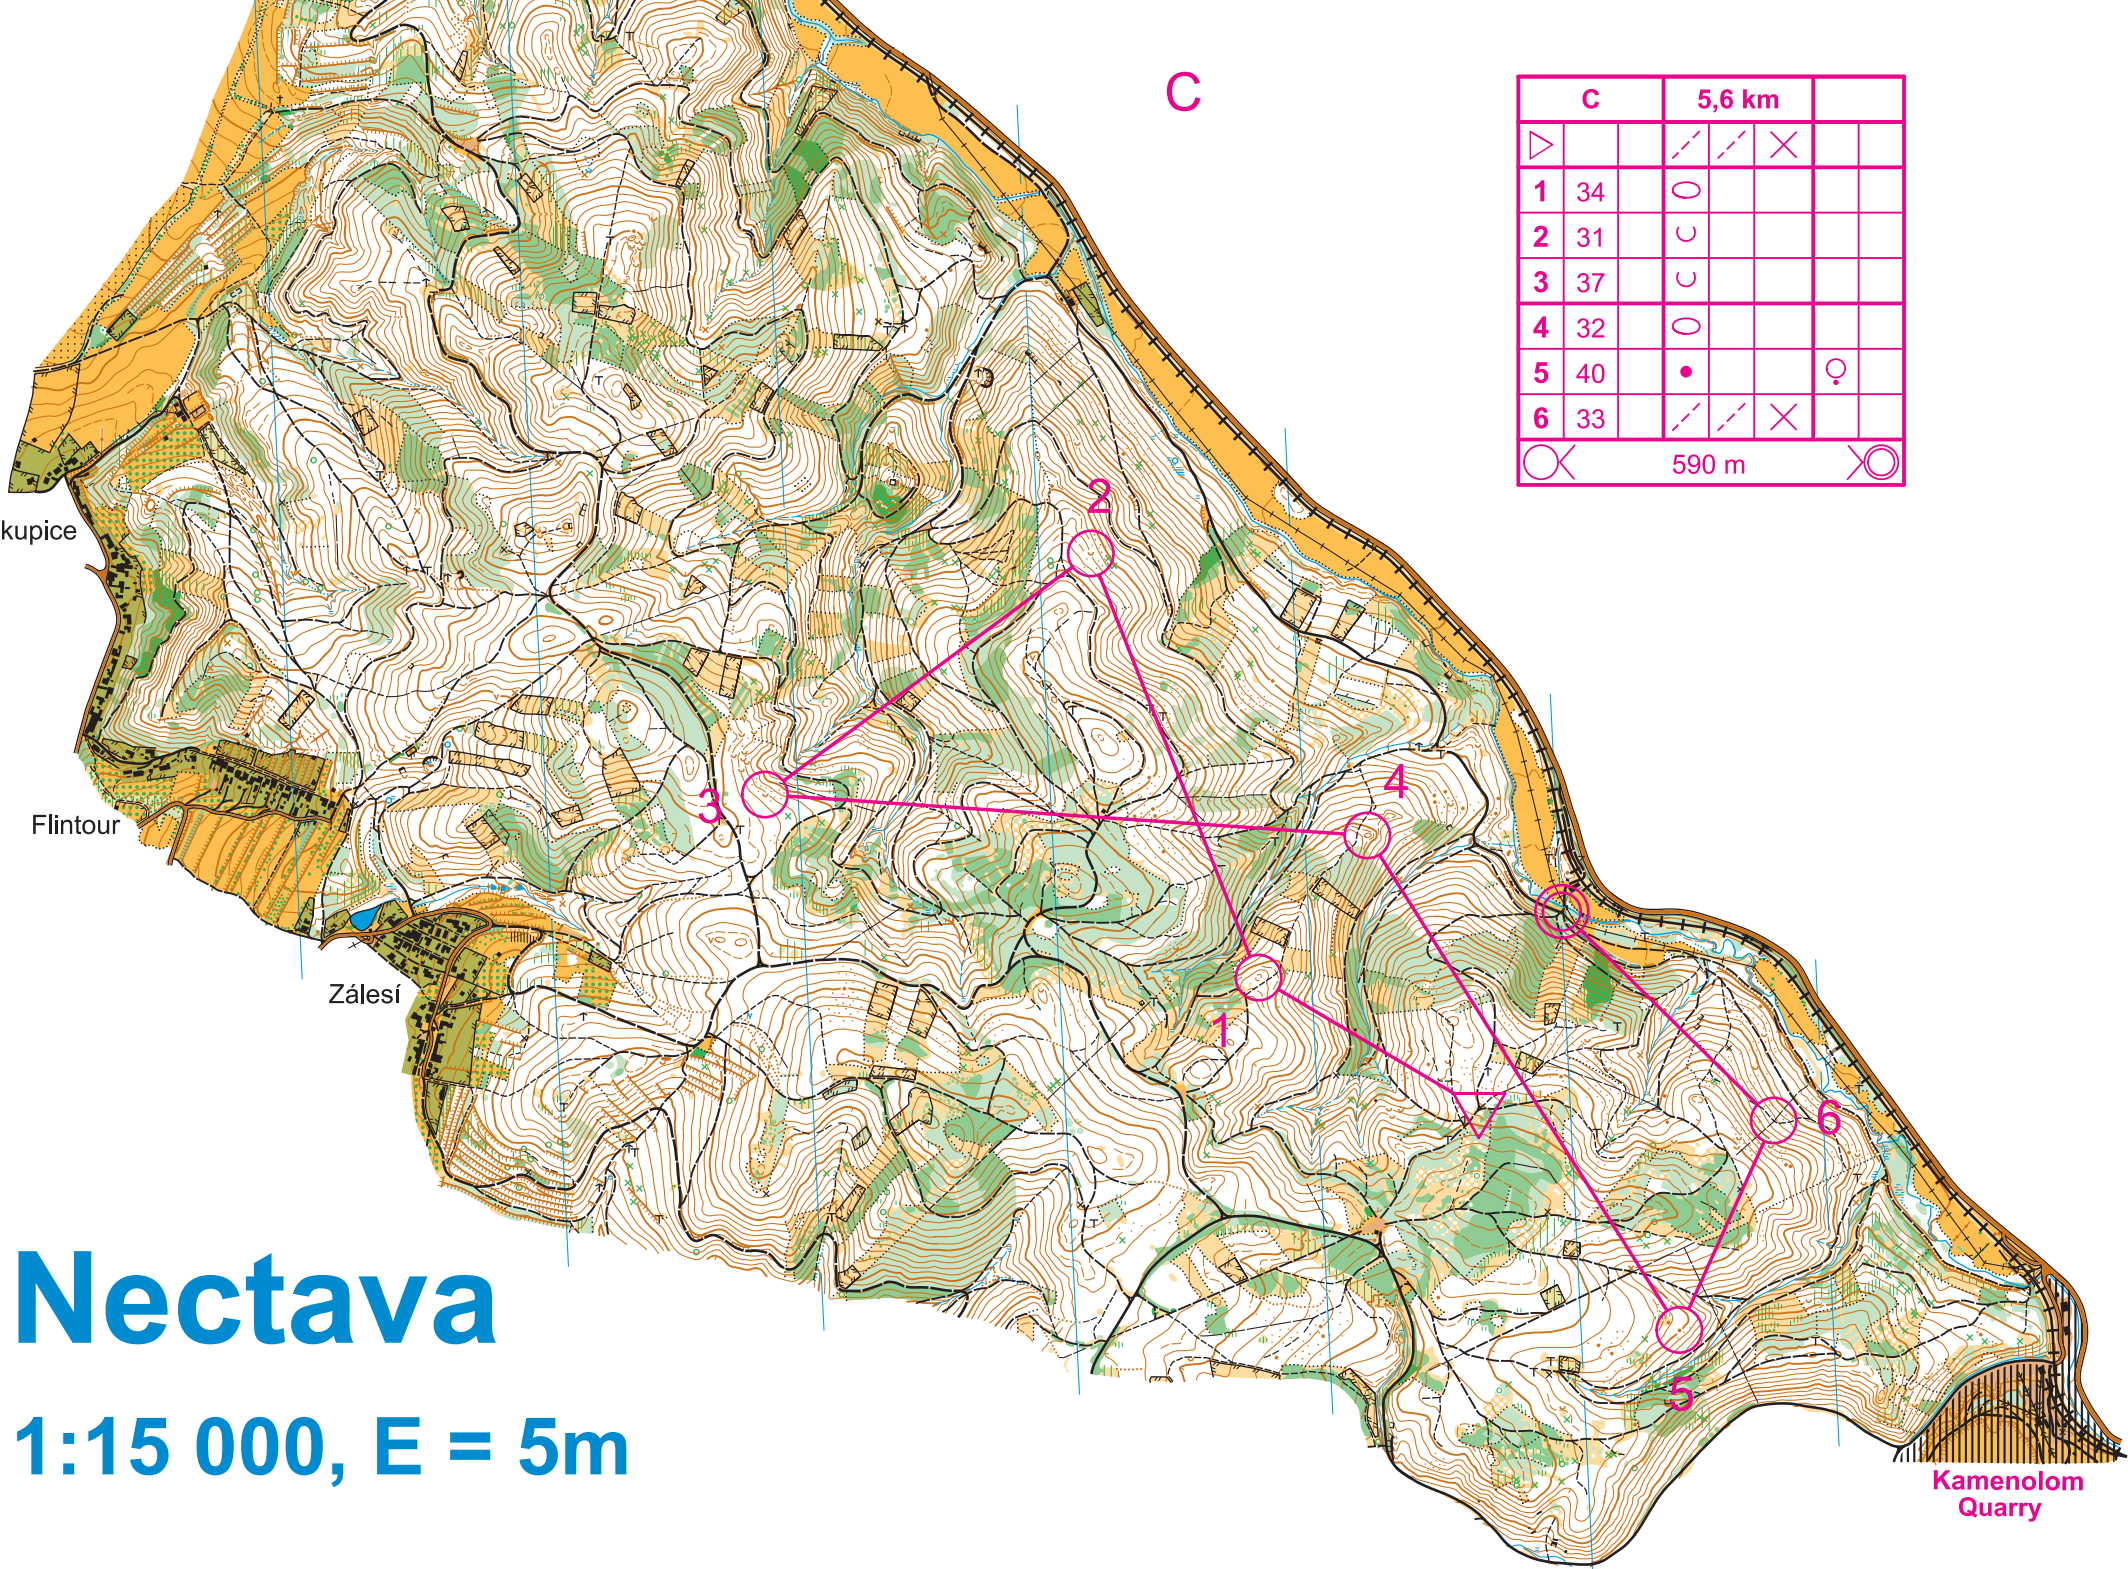 C
C 5,6 km
1 34
2 31
3 37
4 32
5 40
6 33
590 m
2
4
3
1
6
5
kupice
Flintour
Zálesí
Nectava
1:15 000, E = 5m
Kamenolom
Quarry